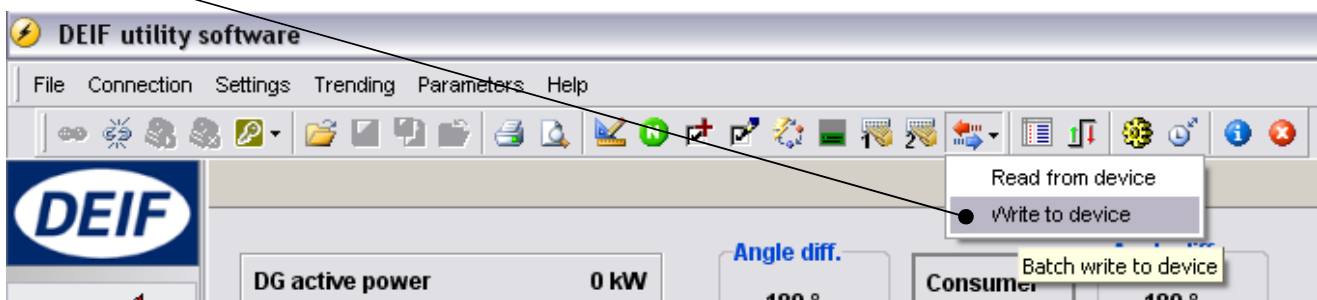 DEIF utility software
File Connection Settings Trending Parameters Help
Read from device
Write to device
Batch write to device
DEIF
Angle diff.
DG active power 0 kW
Consumer